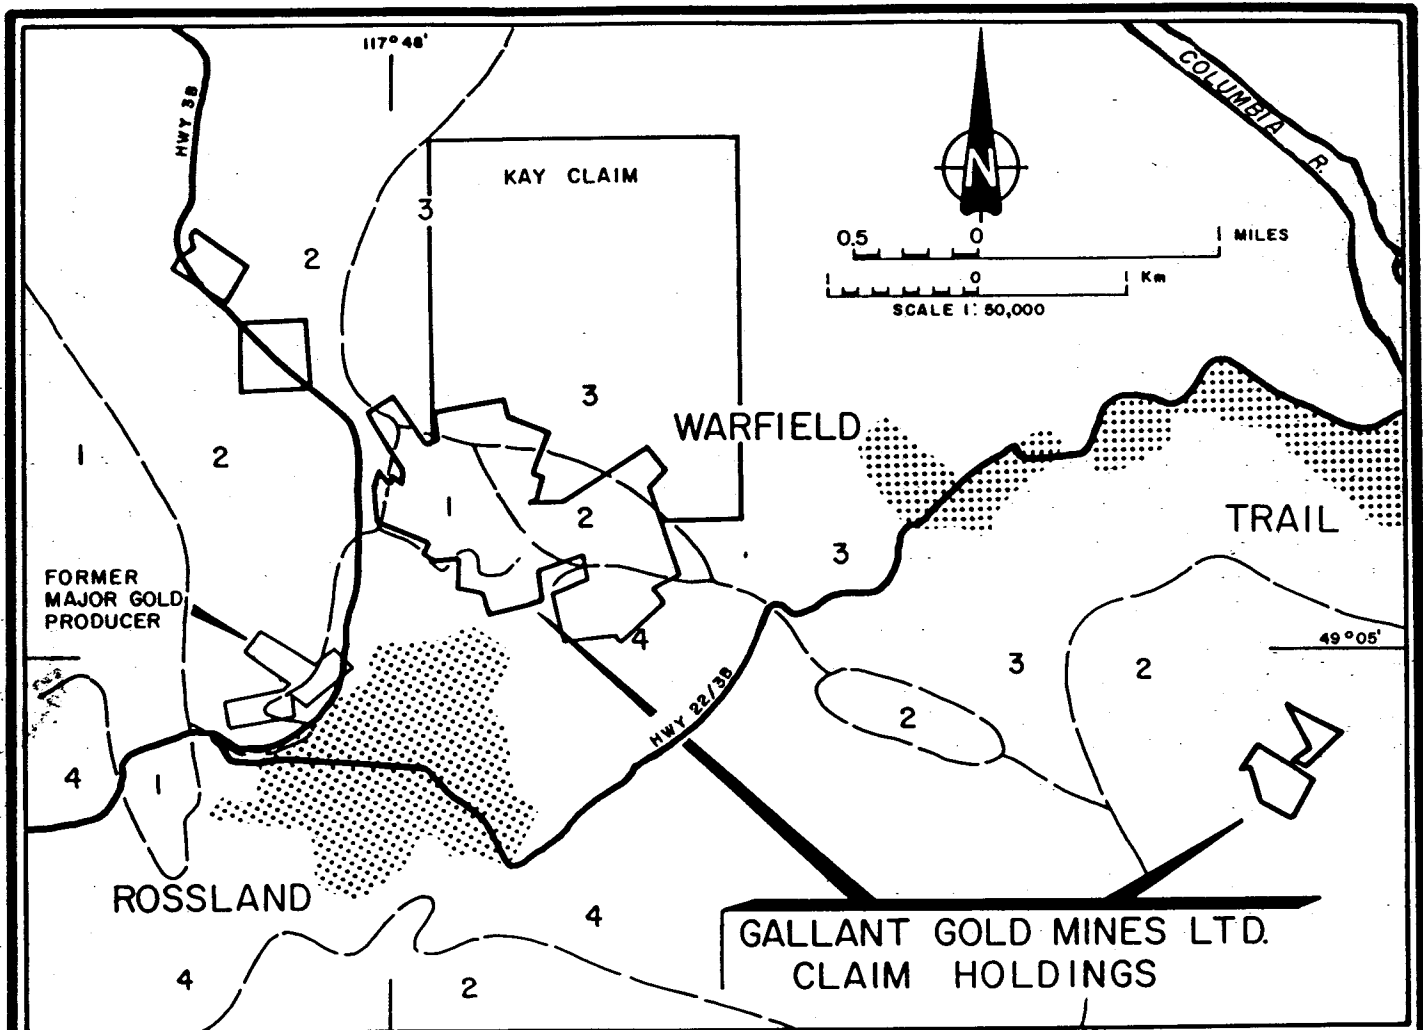 117° 48'
COLUMBIA R.
HWY 3B
KAY CLAIM
N
3
2
0.5 0 1 MILES
1 0 1 Km
SCALE 1: 50,000
3
WARFIELD
1
2
1
2
TRAIL
3
FORMER
MAJOR GOLD
PRODUCER
4
49° 05'
3
2
HWY 22/3B
2
4
1
ROSSLAND
4
GALLANT GOLD MINES LTD.
CLAIM HOLDINGS
4
2